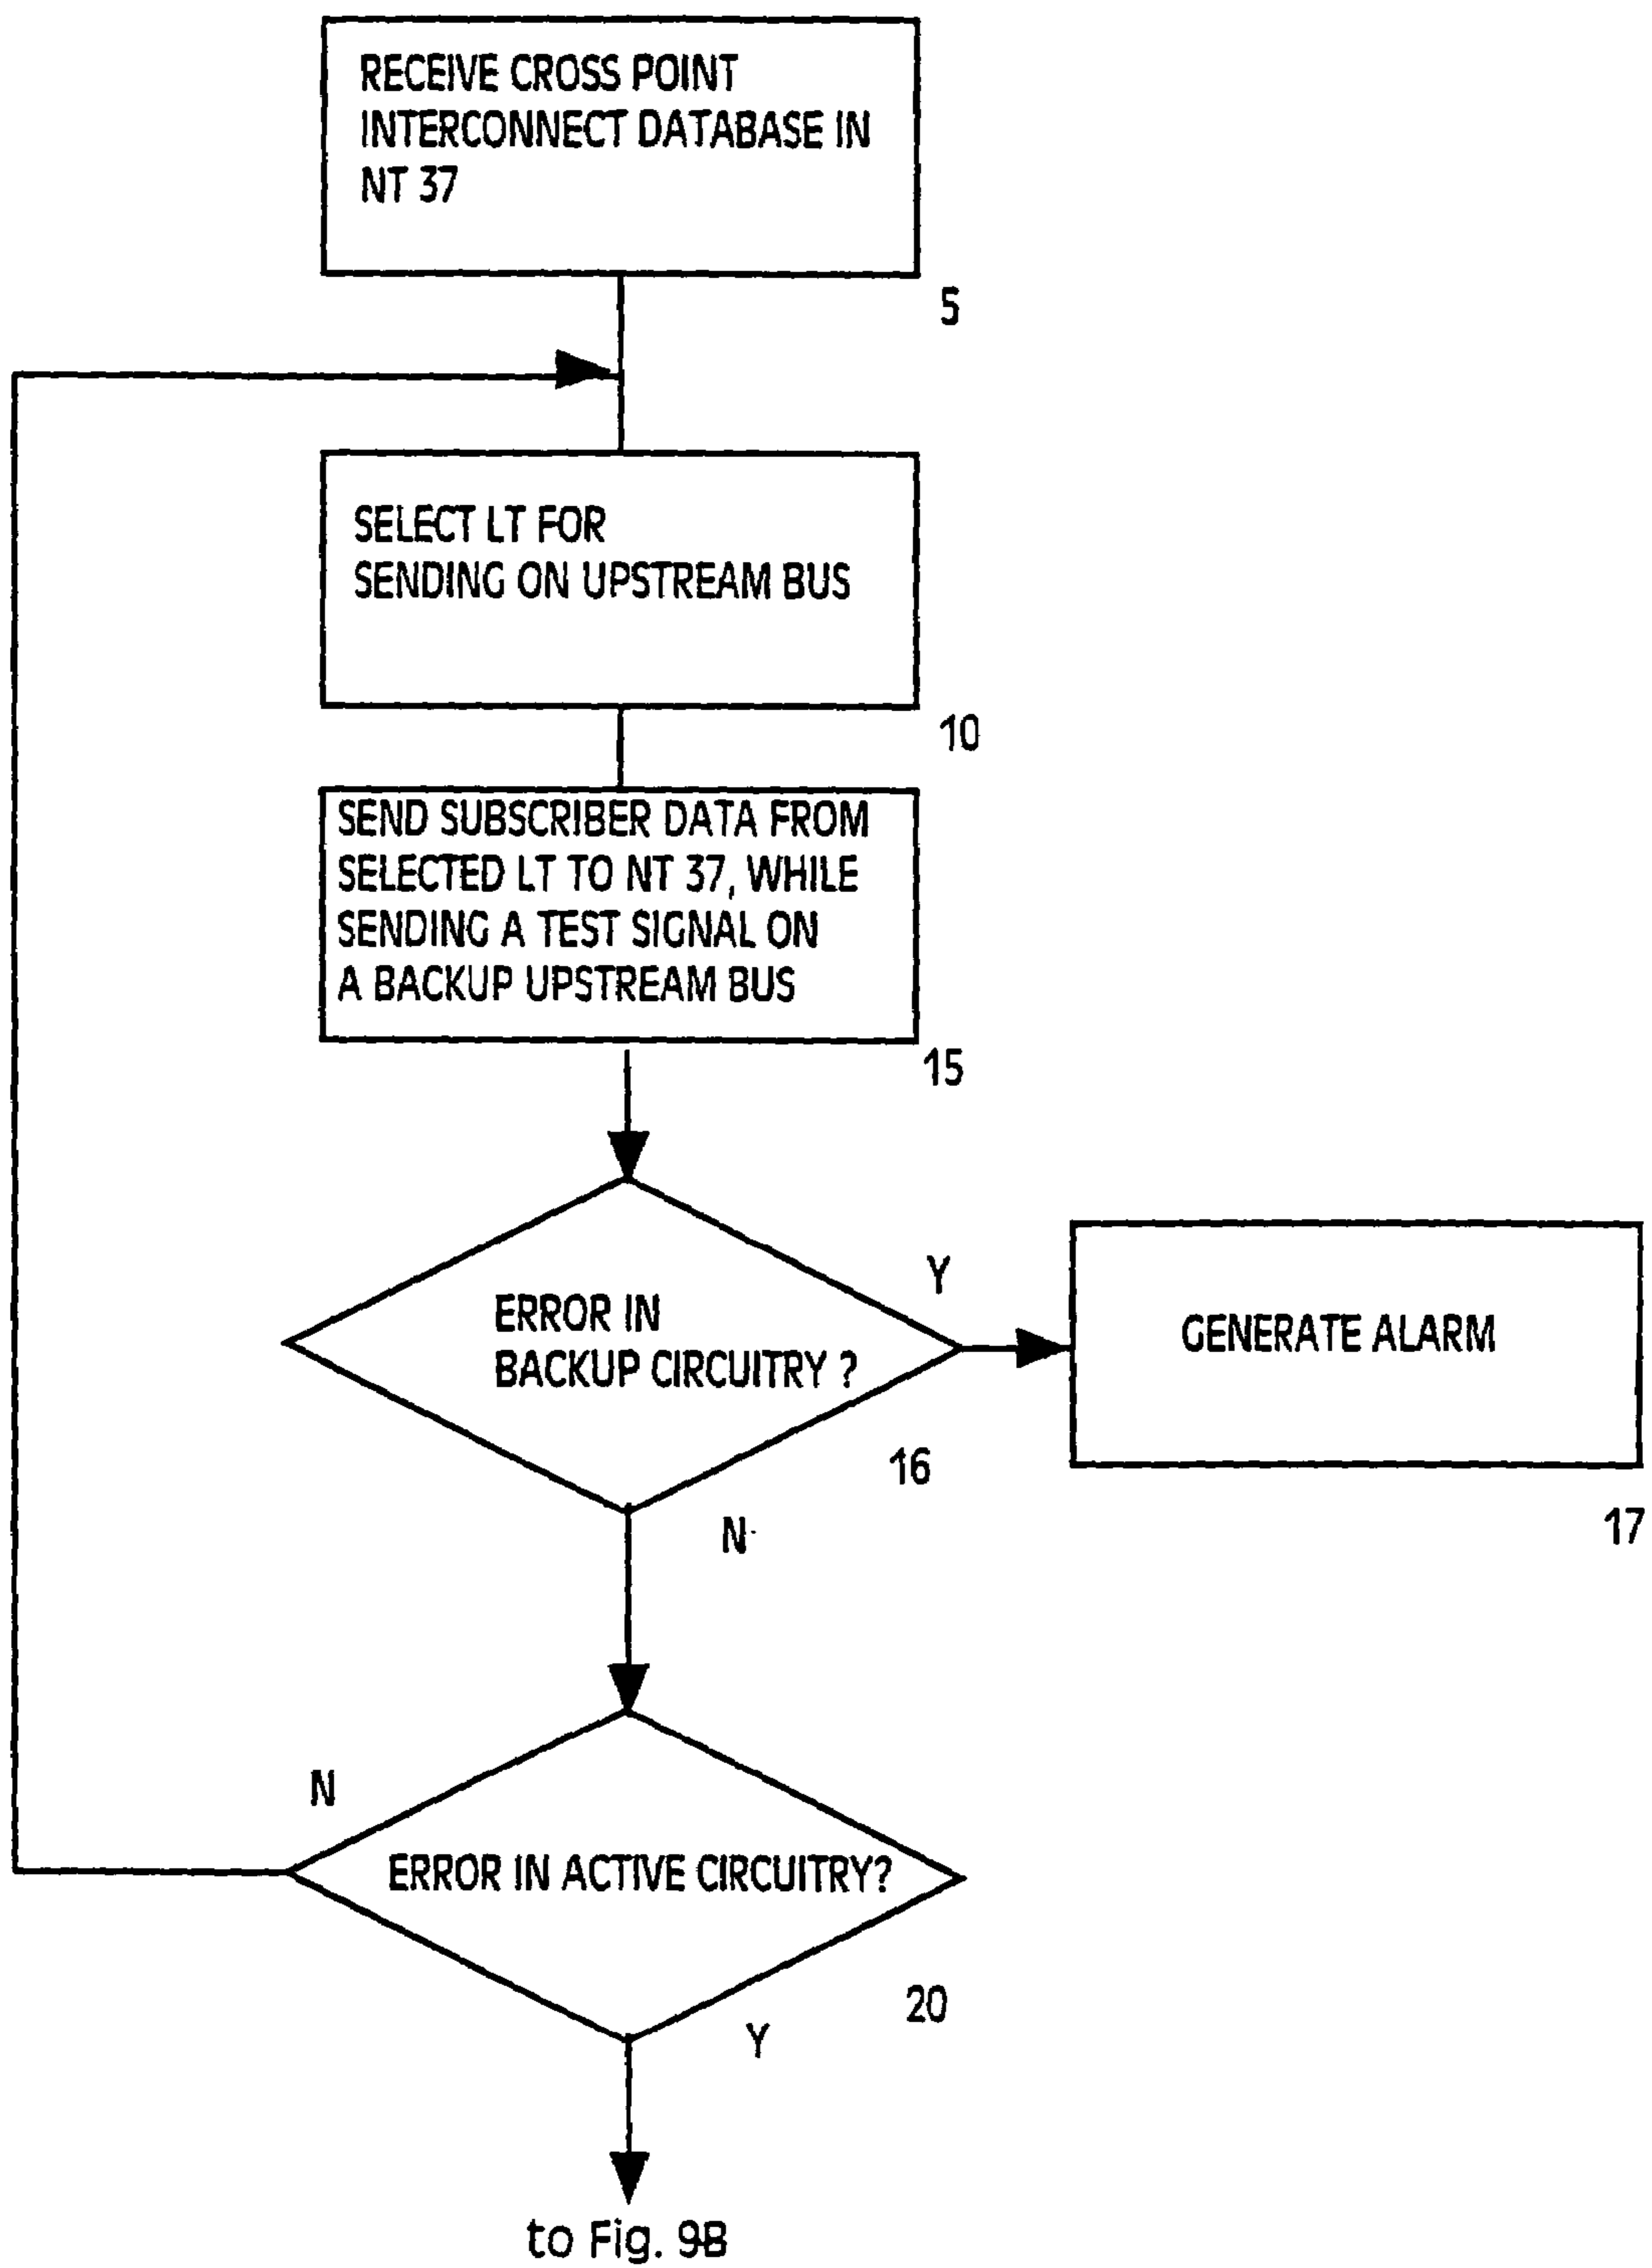 RECEIVE CROSS POINT
INTERCONNECT DATABASE IN
NT 37
5
SELECT LT FOR
SENDING ON UPSTREAM BUS
10
SEND SUBSCRIBER DATA FROM
SELECTED LT TO NT 37, WHILE
SENDING A TEST SIGNAL ON
A BACKUP UPSTREAM BUS
15
ERROR IN
BACKUP CIRCUITRY ?
Y
16
N
GENERATE ALARM
17
N
ERROR IN ACTIVE CIRCUITRY?
20
Y
to Fig. 9B